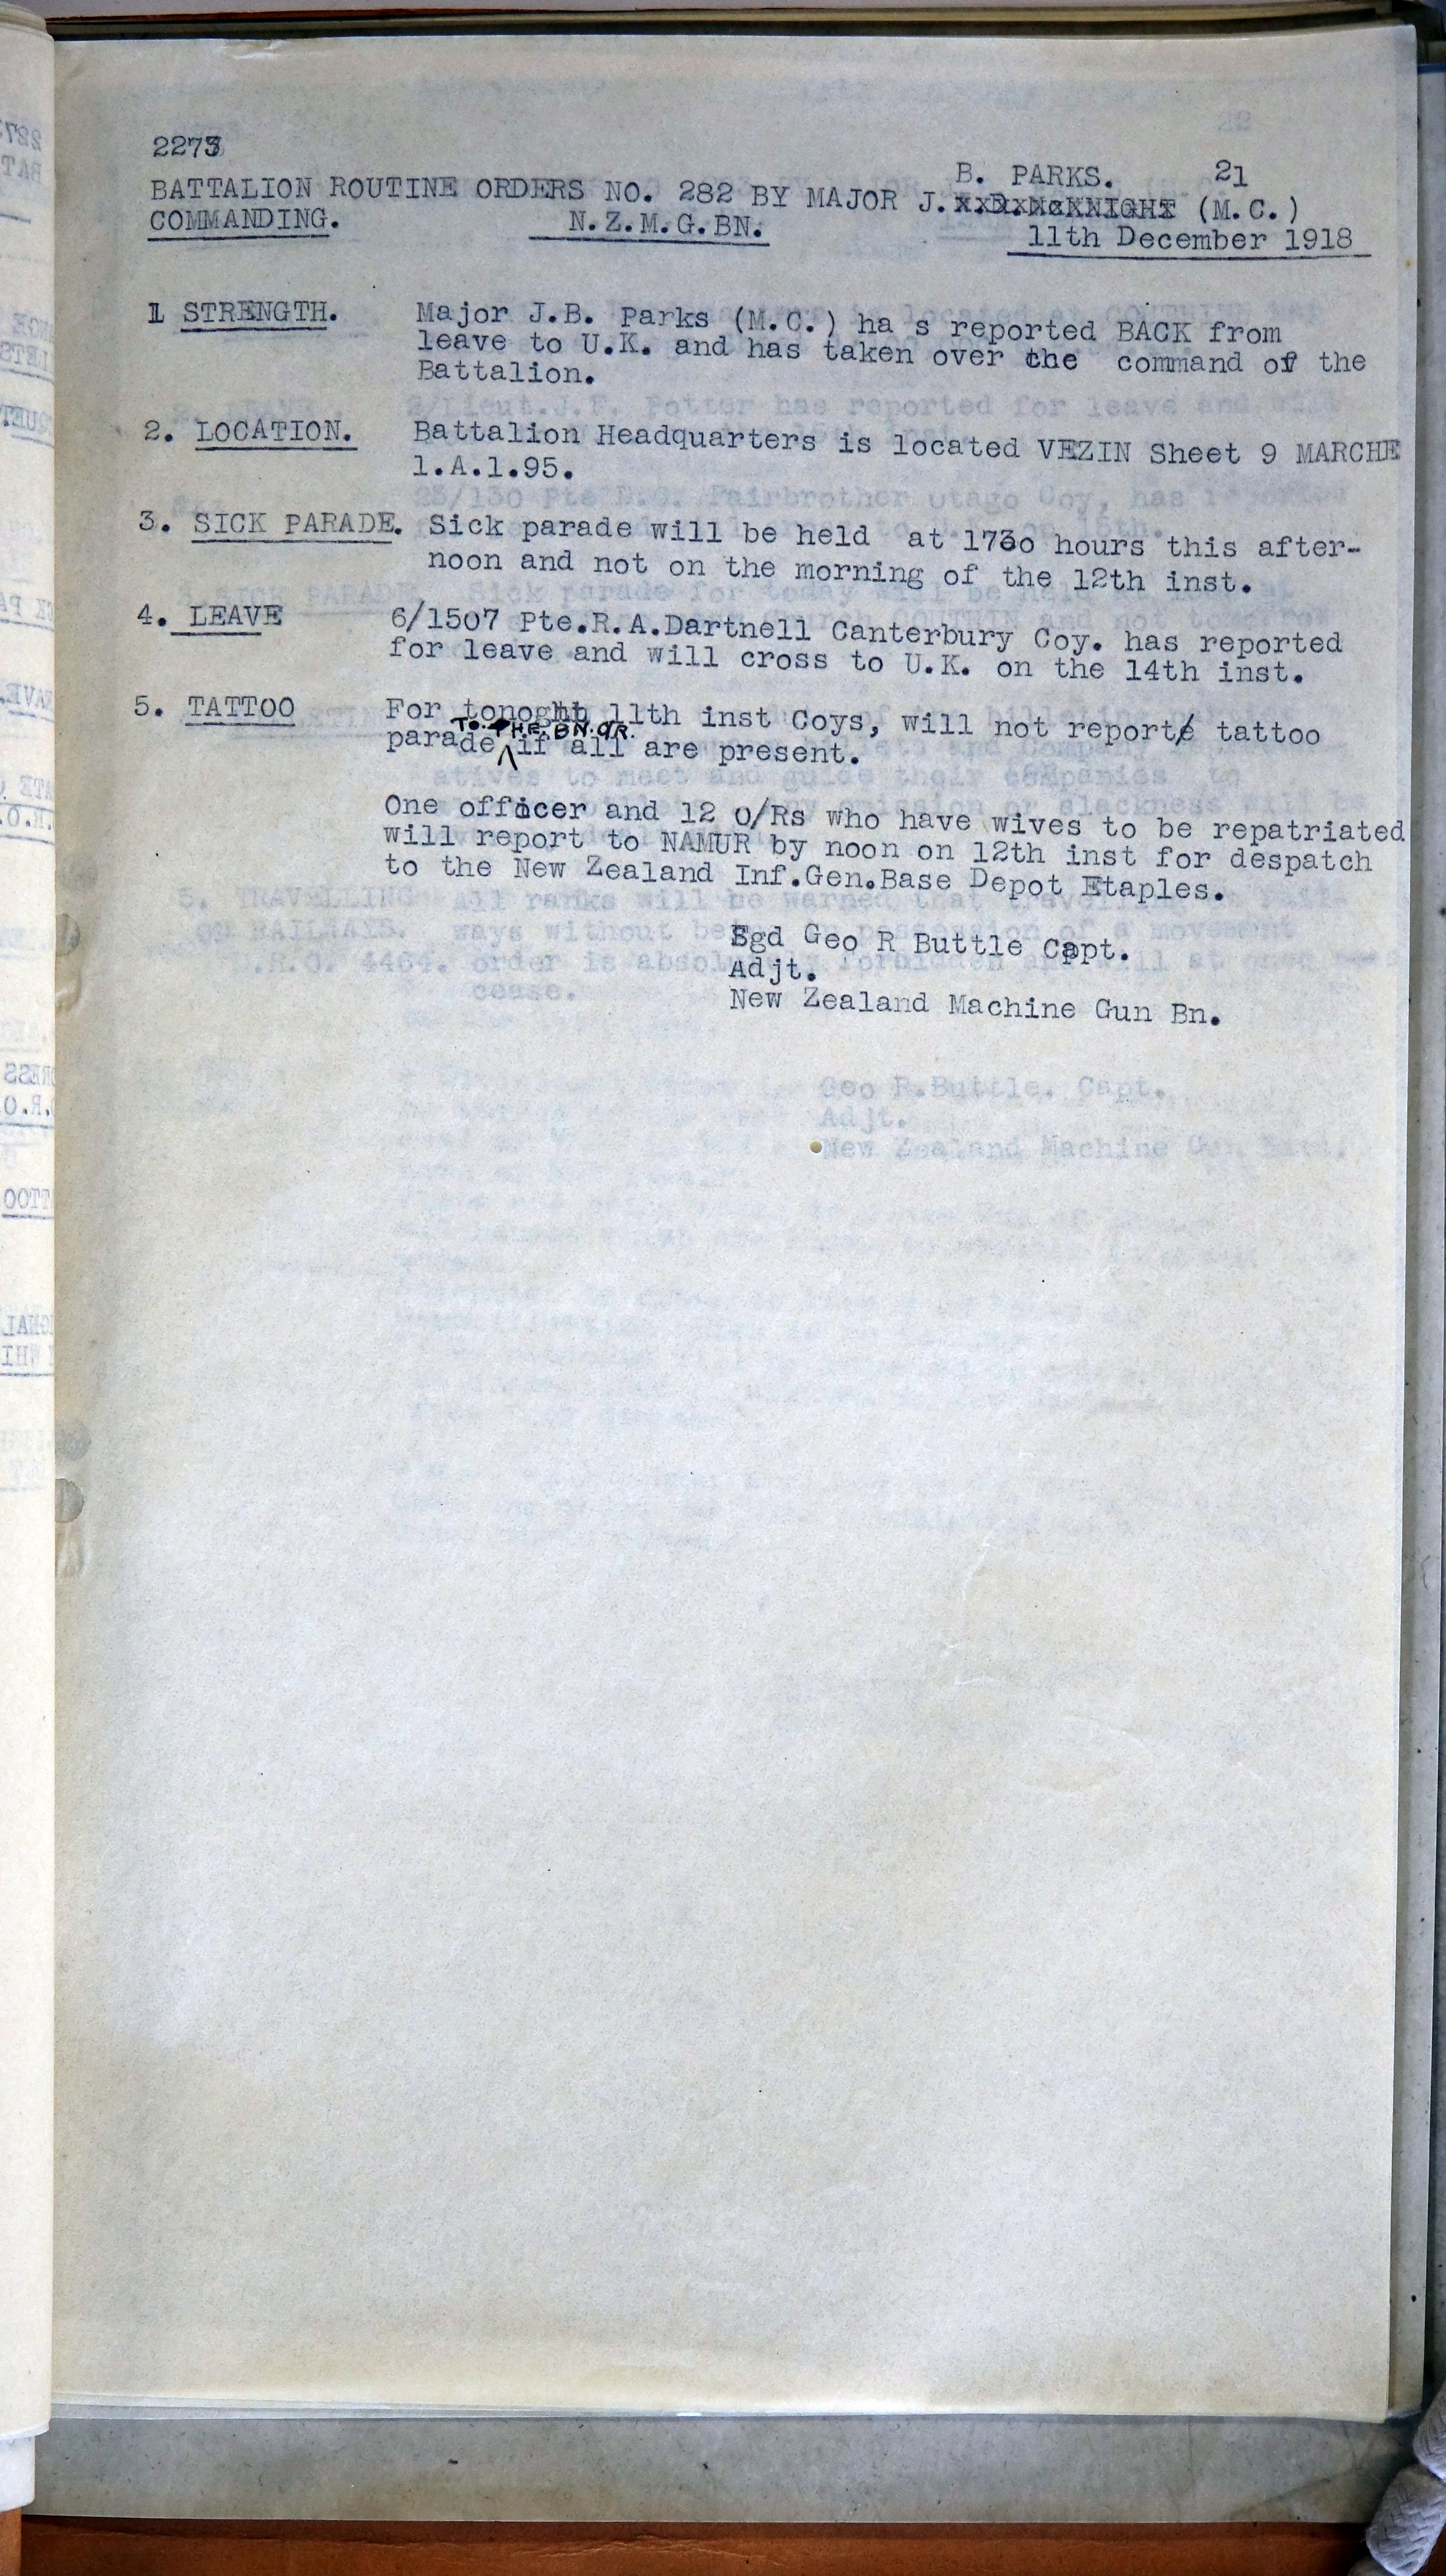 2273
B. PARKS. 21
BATTALION ROUTINE ORDERS NO. 282 BY MAJOR J. X.D.McKNIGHT (M.C.)
COMMANDING. N.Z.M.G.BN.
11th December 1918
1 STRENGTH. Major J.B. Parks (M.C.) ha s reported BACK from
leave to U.K. and has taken over the command of the
Battalion.
2. LOCATION. Battalion Headquarters is located VEZIN Sheet 9 MARCHE
1.A.1.95.
3. SICK PARADE. Sick parade will be held at 1730 hours this after-
noon and not on the morning of the 12th inst.
4. LEAVE 6/1507 Pte.R.A.Dartnell Canterbury Coy. has reported
for leave and will cross to U.K. on the 14th inst.
5. TATTOO For tonoght 11th inst Coys, will not report tattoo
TO THE BN. O.R.
parade if all are present.
One officer and 12 O/Rs who have wives to be repatriated
will report to NAMUR by noon on 12th inst for despatch
to the New Zealand Inf.Gen.Base Depot Etaples.
Sgd Geo R Buttle Capt.
Adjt.
New Zealand Machine Gun Bn.